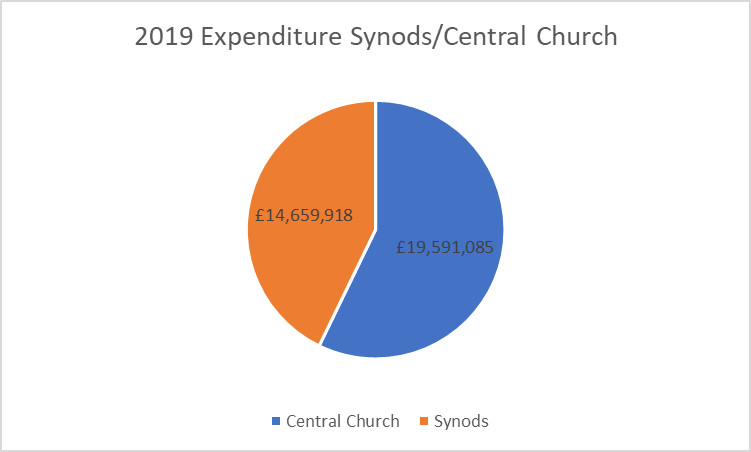 2019 Expenditure Synods/Central Church
£14,659,918
£19,591,085
Central Church
Synods